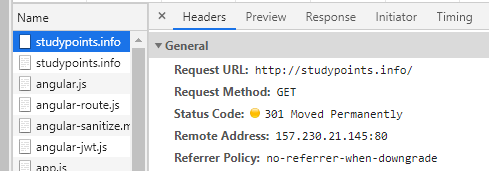 Name
studypoints.info
studypoints.info
angular.js
angular-route.js
angular-sanitize.m
angular-jwt.js
app.js
Headers Preview Response Initiator Timing
General
Request URL: http://studypoints.info/
Request Method: GET
Status Code: 301 Moved Permanently
Remote Address: 157.230.21.145:80
Referrer Policy: no-referrer-when-downgrade